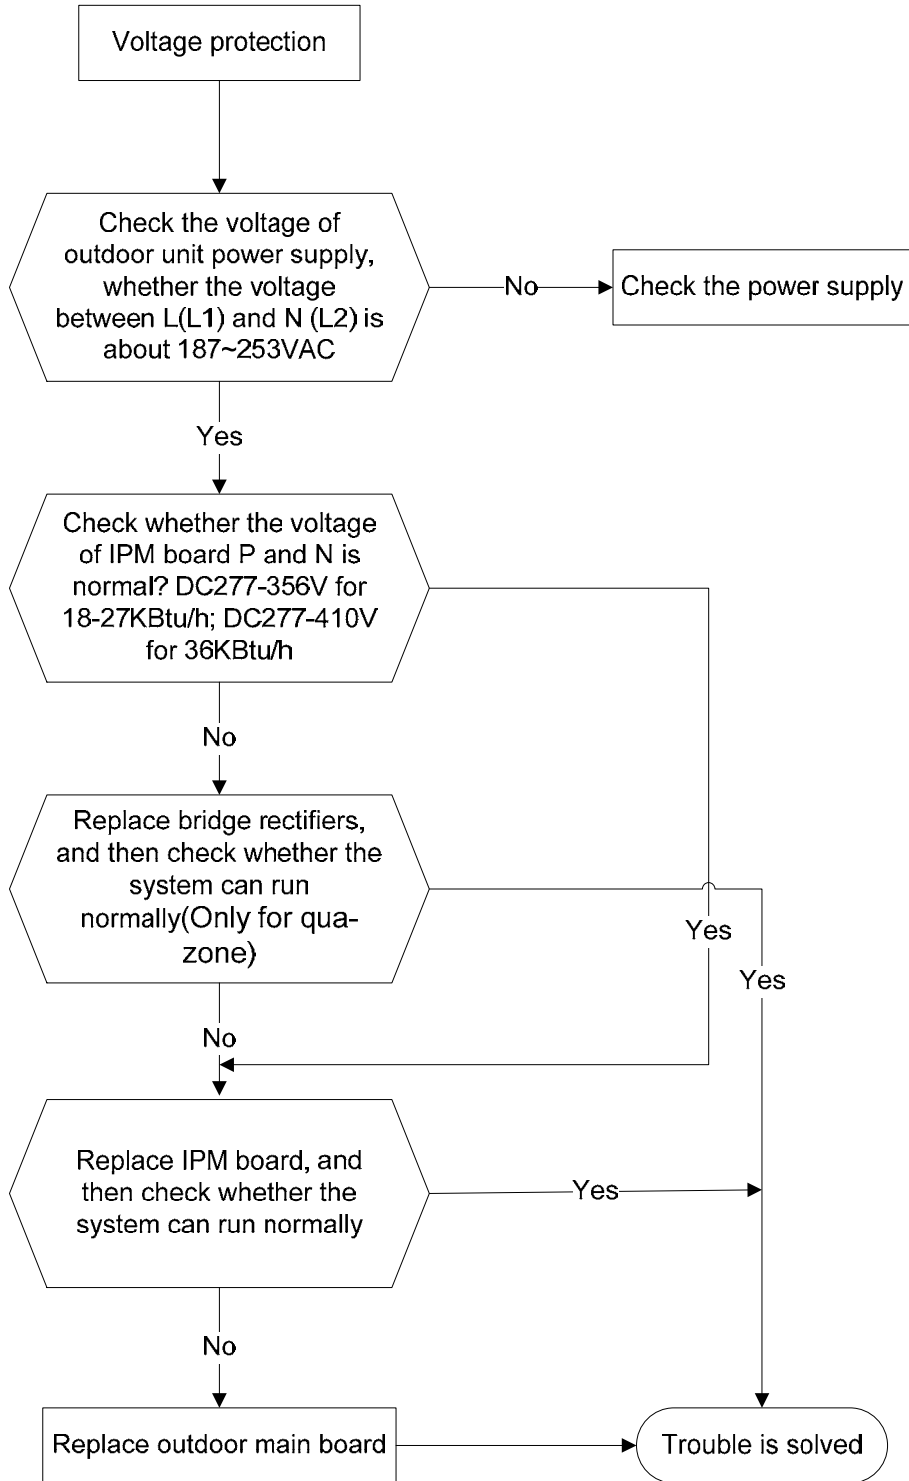 Voltage protection
Check the voltage of
outdoor unit power supply,
whether the voltage
between L(L1) and N (L2) is
about 187~253VAC
No
Check the power supply
Yes
Check whether the voltage
of IPM board P and N is
normal? DC277-356V for
18-27KBtu/h; DC277-410V
for 36KBtu/h
No
Replace bridge rectifiers,
and then check whether the
system can run
normally(Only for qua-
zone)
Yes
Yes
No
Replace IPM board, and
then check whether the
system can run normally
Yes
No
Replace outdoor main board
Trouble is solved